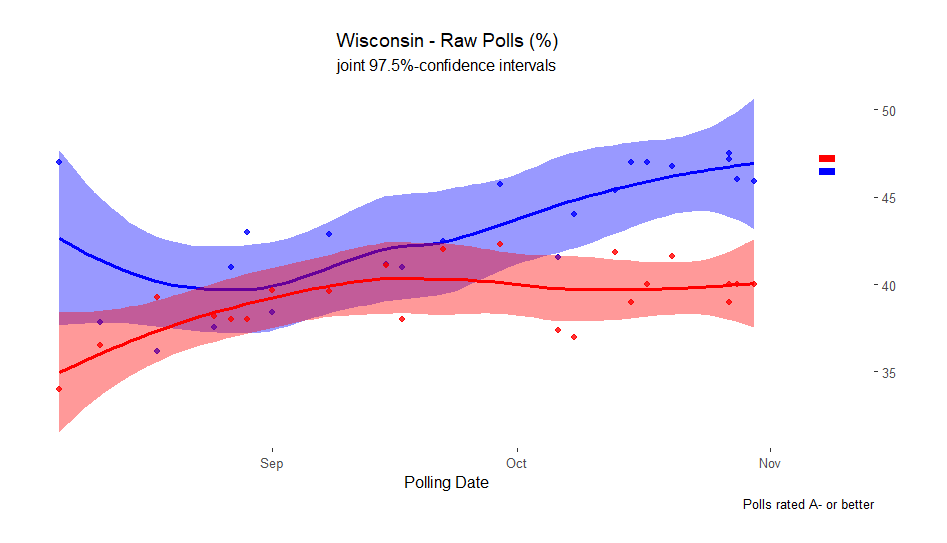 Wisconsin - Raw Polls (%)
joint 97.5%-confidence intervals
50
45
40
35
Sep Oct Nov
Polling Date
Polls rated A- or better